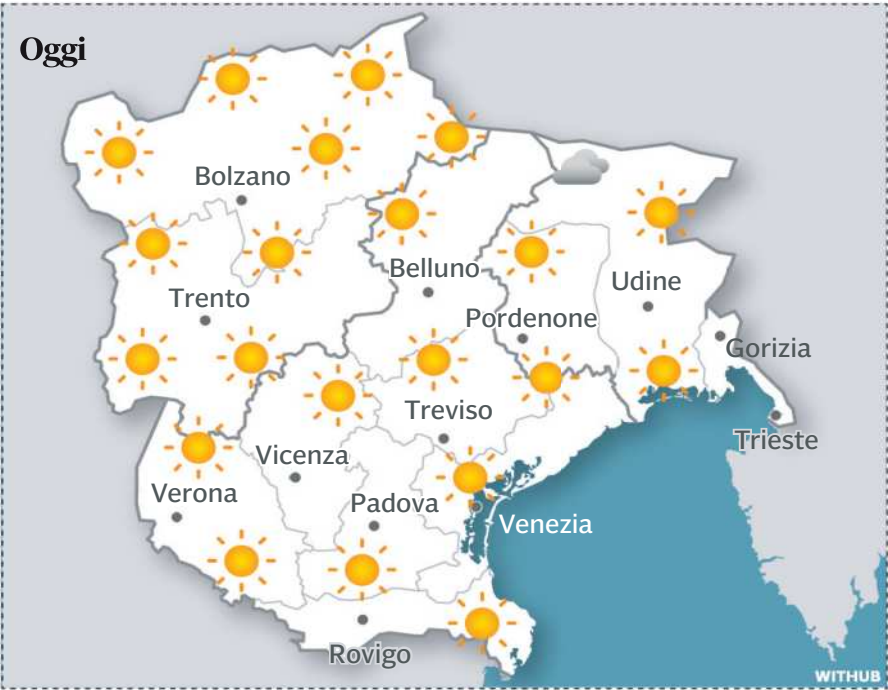 Oggi
Bolzano
Belluno
Trento
Udine
Pordenone
Gorizia
Treviso
Trieste
Vicenza
Verona
Padova
Venezia
Rovigo
WITHUB